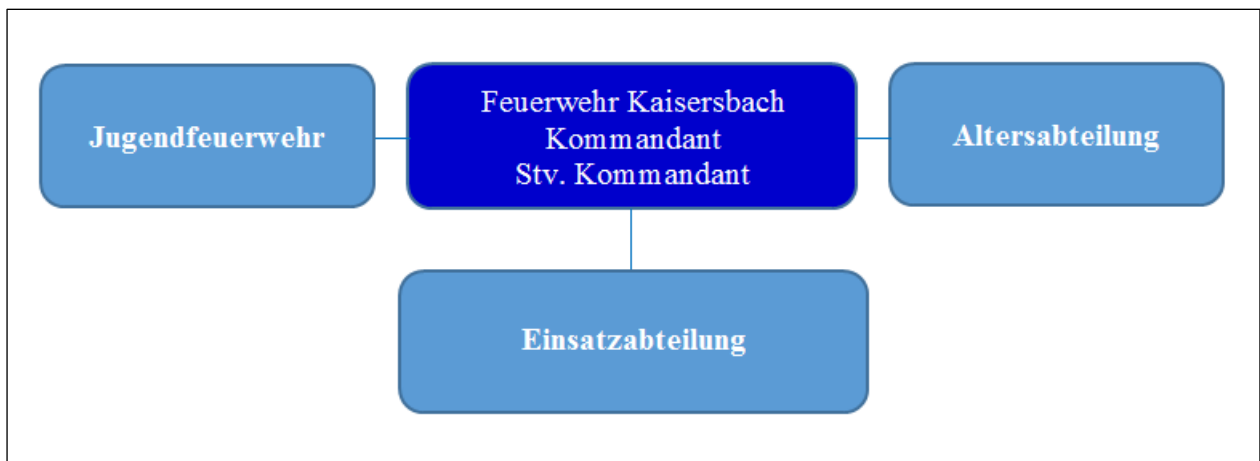 Jugendfeuerwehr
Feuerwehr Kaisersbach
Kommandant
Stv. Kommandant
Altersabteilung
Einsatzabteilung